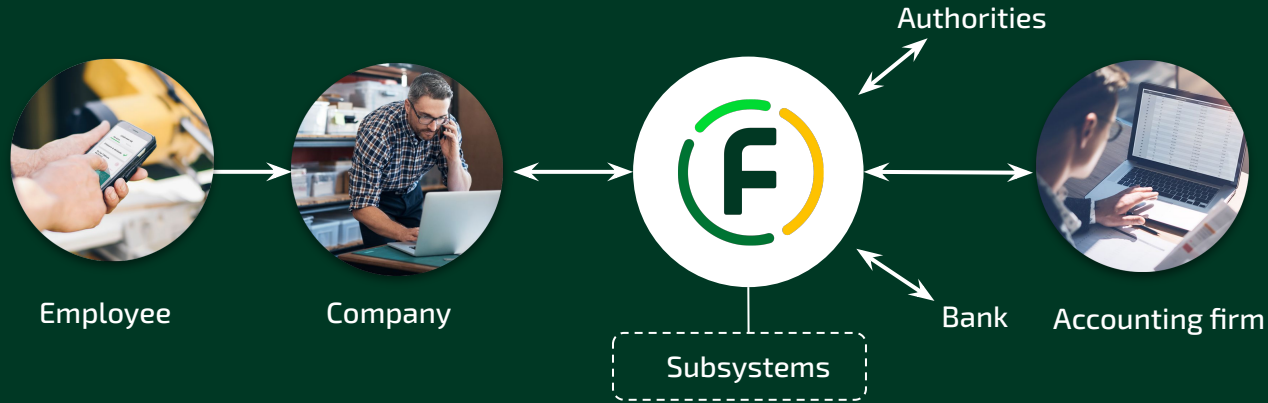 Authorities
F
Employee
Company
Bank
Accounting firm
Subsystems